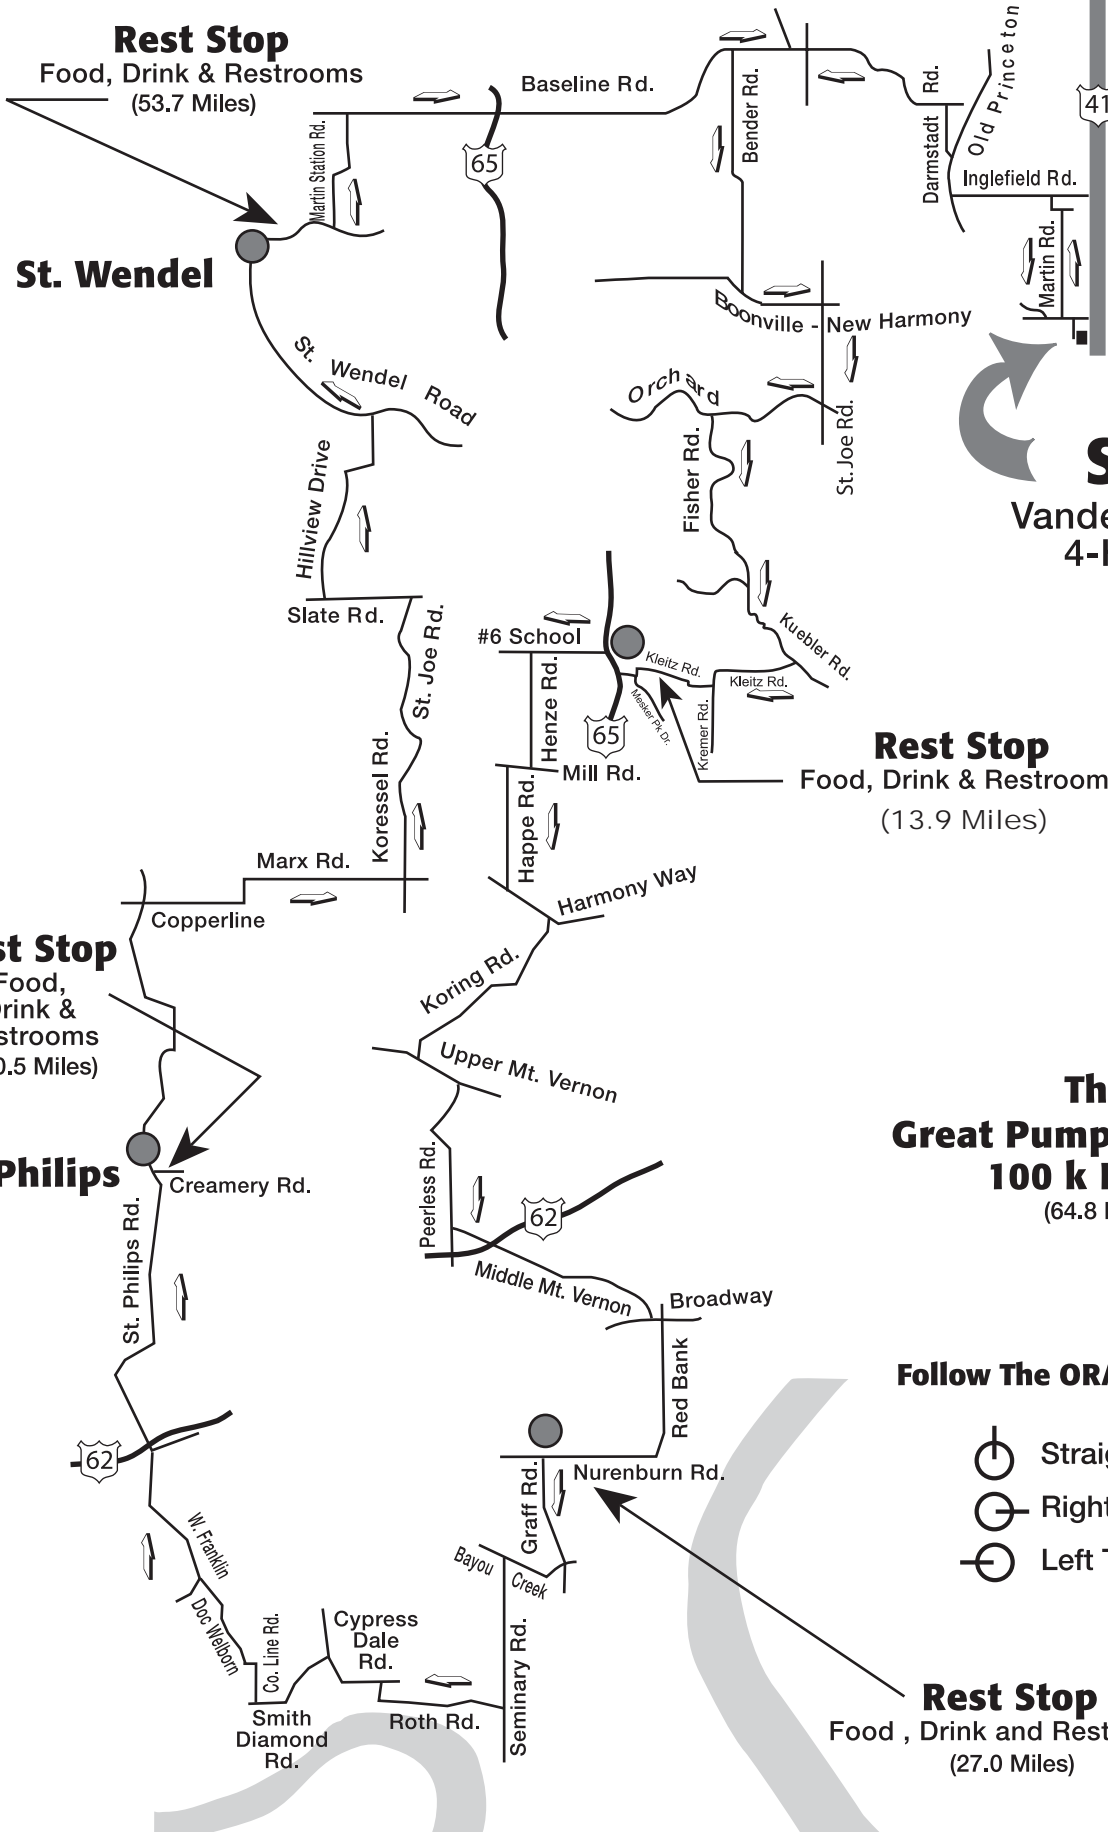 Rest Stop
Food, Drink & Restrooms
(53.7 Miles)
Baseline Rd.
65
Martin Station Rd.
St. Wendel
Bender Rd.
Darmstadt
Rd.
Old Princeton
41
Inglefield Rd.
Martin Rd.
Boonville - New Harmony
St. Wendel Road
Orchard
St. Joe Rd.
Fisher Rd.
S
Vande
4-H
Hillview Drive
Slate Rd.
St. Joe Rd.
#6 School
Kleitz Rd.
Kuebler Rd.
Kleitz Rd.
Mesker Pk Dr.
Kremer Rd.
Henze Rd.
65
Mill Rd.
Rest Stop
Food, Drink & Restroom
(13.9 Miles)
Koressel Rd.
Happe Rd.
Marx Rd.
Copperline
Harmony Way
st Stop
Food,
Drink &
strooms
0.5 Miles)
Koring Rd.
Upper Mt. Vernon
Th
Great Pump
100 k
(64.8
Philips
Creamery Rd.
St. Philips Rd.
Peerless Rd.
62
Middle Mt. Vernon
Broadway
Red Bank
Follow The ORA
Straig
Right
Left T
62
Nurenburn Rd.
Graff Rd.
W. Franklin
Bayou
Creek
Doc Welborn
Co. Line Rd.
Cypress
Dale
Rd.
Seminary Rd.
Smith
Diamond
Rd.
Roth Rd.
Rest Stop
Food , Drink and Rest
(27.0 Miles)